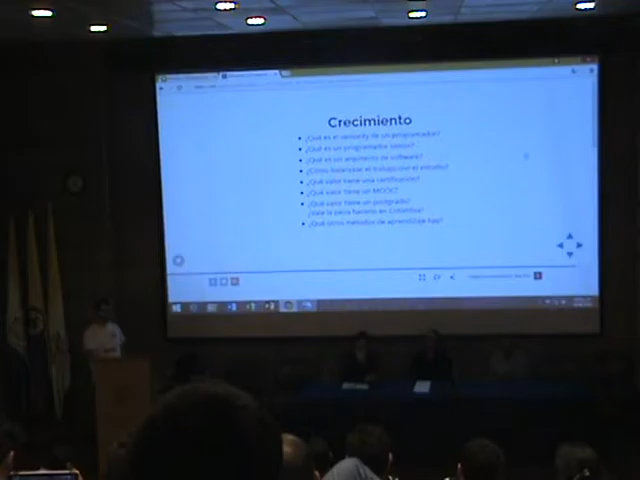 Crecimiento
¿Qué es el seniority de un programador?
¿Qué es un programador senior?
¿Qué es un arquitecto de software?
¿Cómo balancear el trabajo con el estudio?
¿Qué valor tiene una certificación?
¿Qué valor tiene un MOOC?
¿Qué valor tiene un postgrado?
¿Vale la pena hacerlo en Colombia?
¿Qué otros metodos de aprendizaje hay?